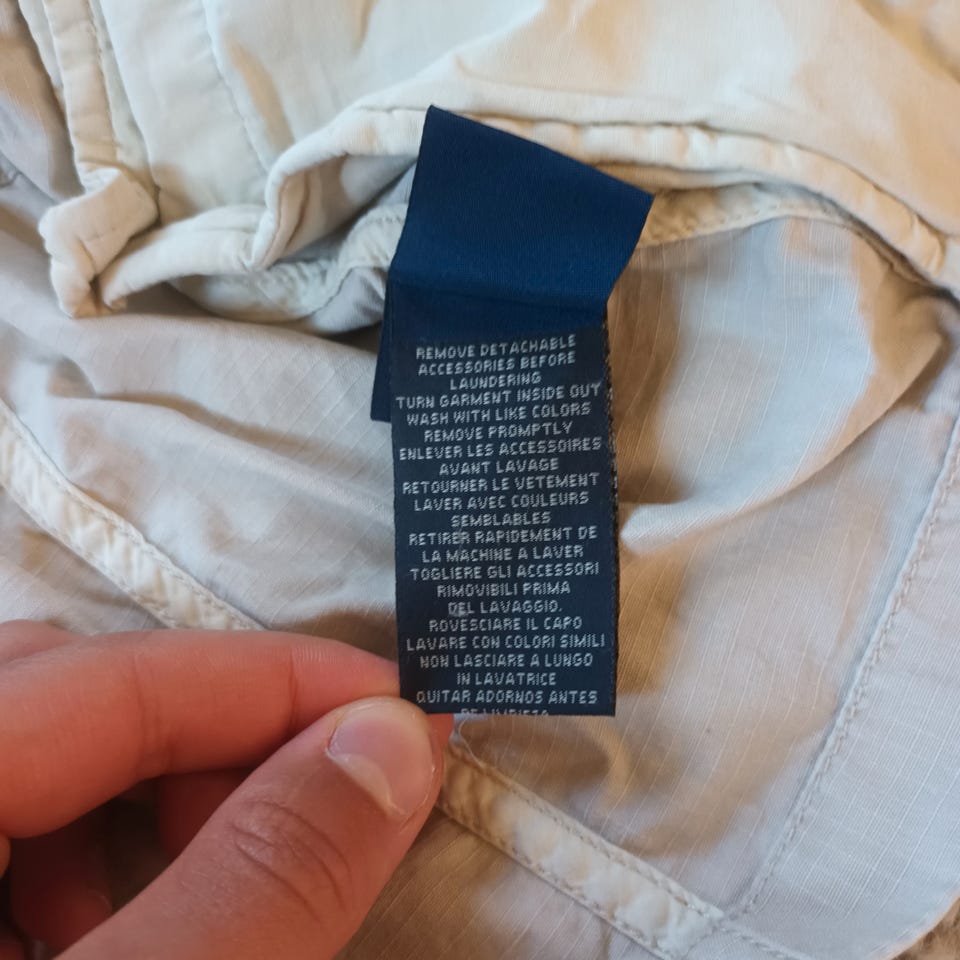 REMOVE DETACHABLE
ACCESSORIES BEFORE
LAUNDERING
TURN GARMENT INSIDE OUT
WASH WITH LIKE COLORS
REMOVE PROMPTLY
ENLEVER LES ACCESSOIRES
AVANT LAVAGE
RETOURNER LE VETEMENT
LAVER AVEC COULEURS
SEMBLABLES
RETIRER RAPIDEMENT DE
LA MACHINE A LAVER
TOGLIERE GLI ACCESSORI
RIMOVIBILI PRIMA
DEL LAVAGGIO.
ROVESCIARE IL CAPO
LAVARE CON COLORI SIMILI
NON LASCIARE A LUNGO
IN LAVATRICE
QUITAR ADORNOS ANTES